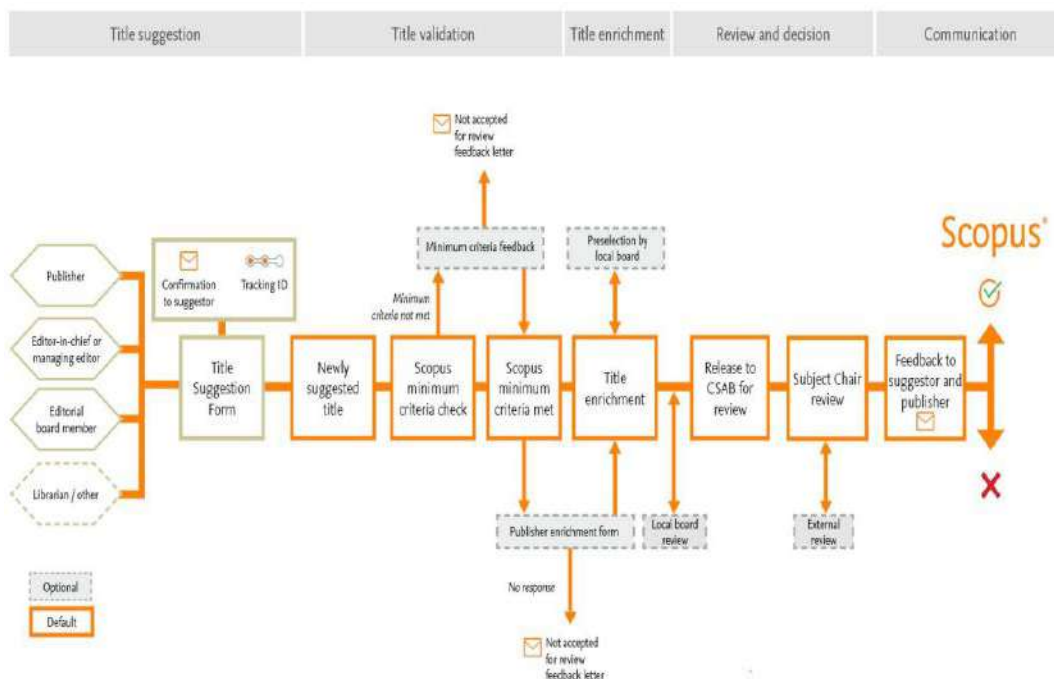 Title suggestion
Title validation
Title enrichment
Review and decision
Communication
Not accepted
for review
feedback letter
Scopus®
Minimum criteria feedback
Preselection by
local board
Publisher
Confirmation
to suggestor
Tracking ID
Minimum
criteria not met
Editor-in-chief or
managing editor
Title
Suggestion
Form
Newly
suggested
title
Scopus
minimum
criteria check
Scopus
minimum
criteria met
Title
enrichment
Release to
CSAB for
review
Subject Chair
review
Feedback to
suggestor and
publisher
Editorial
board member
Librarian / other
Publisher enrichment form
Local board
review
External
review
No response
Optional
Default
Not accepted
for review
feedback letter